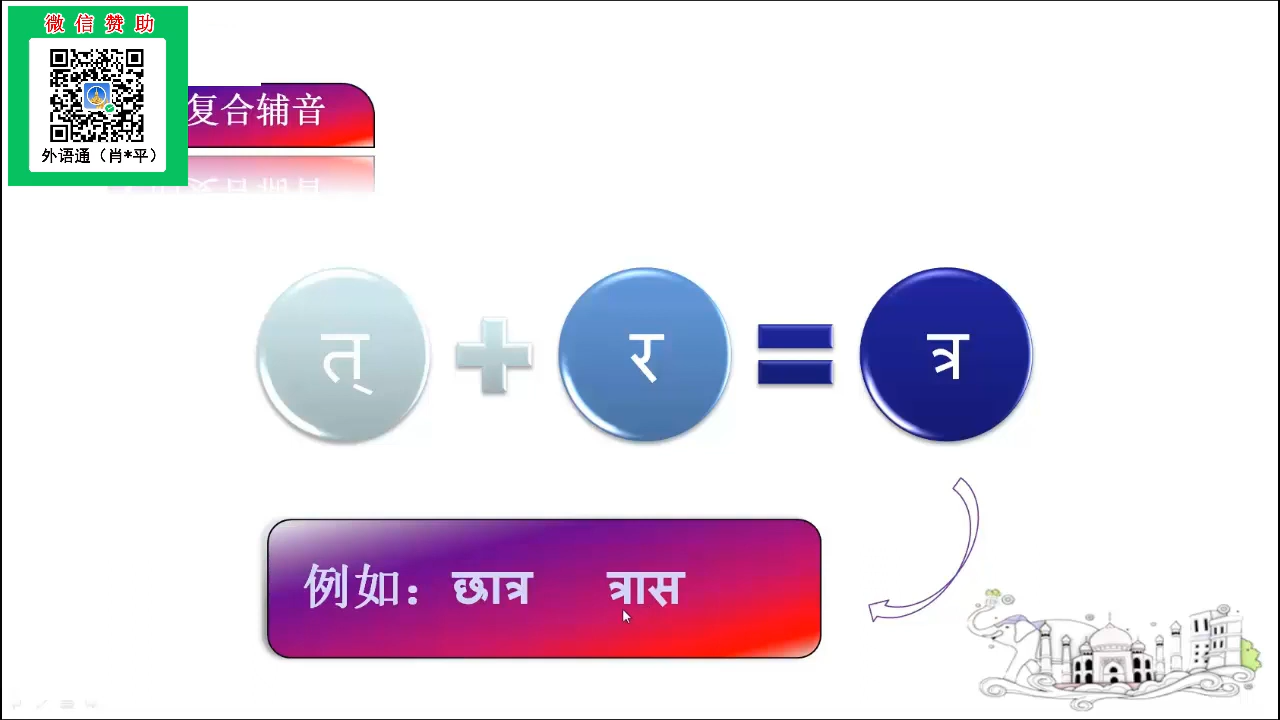 微信赞助
外语通（肖*平）
复合辅音
त् + र = त्र
例如：छात्र त्रास